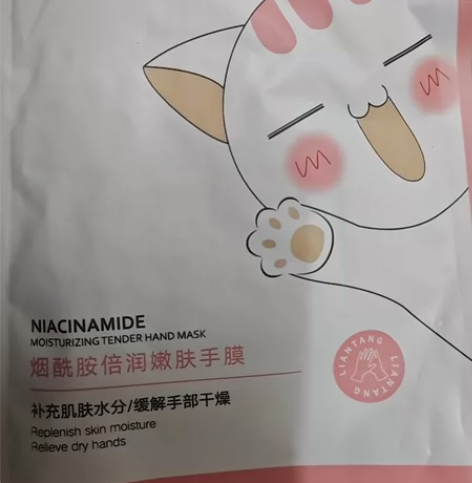 NIACINAMIDE
MOISTURIZING TENDER HAND MASK
烟酰胺倍润嫩肤手膜
补充肌肤水分/缓解手部干燥
Replenish skin moisture
Relieve dry hands
LIANTANG LIANTANG